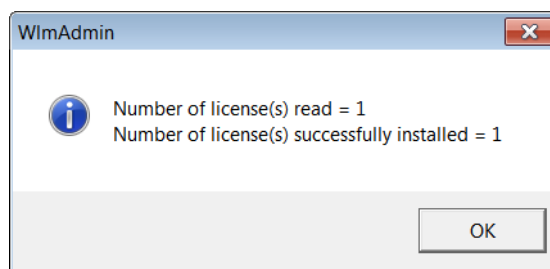 WlmAdmin
Number of license(s) read = 1
Number of license(s) successfully installed = 1
OK